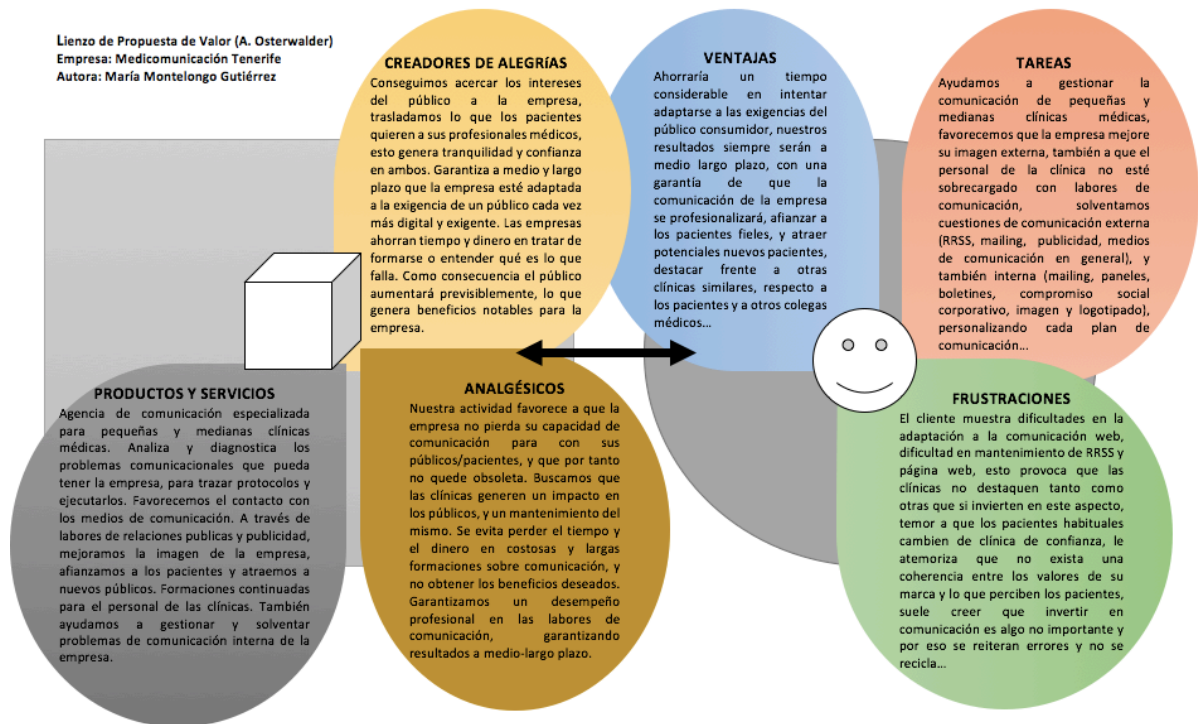 Lienzo de Propuesta de Valor (A. Osterwalder)
Empresa: Medicomunicación Tenerife
Autora: María Montelongo Gutiérrez
CREADORES DE ALEGRÍAS
Conseguimos acercar los intereses
del público a la empresa,
trasladamos lo que los pacientes
quieren a sus profesionales médicos,
esto genera tranquilidad y confianza
en ambos. Garantiza a medio y largo
plazo que la empresa esté adaptada
a la exigencia de un público cada vez
más digital y exigente. Las empresas
ahorran tiempo y dinero en tratar de
formarse o entender qué es lo que
falla. Como consecuencia el público
aumentará previsiblemente, lo que
genera beneficios notables para la
empresa.
VENTAJAS
Ahorraría un tiempo
considerable en intentar
adaptarse a las exigencias del
público consumidor, nuestros
resultados siempre serán a
medio largo plazo, con una
garantía de que la
comunicación de la empresa
se profesionalizará, afianzar a
los pacientes fieles, y atraer
potenciales nuevos pacientes,
destacar frente a otras
clínicas similares, respecto a
los pacientes y a otros colegas
médicos...
TAREAS
Ayudamos a gestionar la
comunicación de pequeñas y
medianas clínicas médicas,
favorecemos que la empresa mejore
su imagen externa, también a que el
personal de la clínica no esté
sobrecargado con labores de
comunicación, solventamos
cuestiones de comunicación externa
(RRSS, mailing, publicidad, medios
de comunicación en general), y
también interna (mailing, paneles,
boletines, compromiso social
corporativo, imagen y logotipado),
personalizando cada plan de
comunicación...
PRODUCTOS Y SERVICIOS
Agencia de comunicación especializada
para pequeñas y medianas clínicas
médicas. Analiza y diagnostica los
problemas comunicacionales que pueda
tener la empresa, para trazar protocolos y
ejecutarlos. Favorecemos el contacto con
los medios de comunicación. A través de
labores de relaciones publicas y publicidad,
mejoramos la imagen de la empresa,
afianzamos a los pacientes y atraemos a
nuevos públicos. Formaciones continuadas
para el personal de las clínicas. También
ayudamos a gestionar y solventar
problemas de comunicación interna de la
empresa.
ANALGÉSICOS
Nuestra actividad favorece a que la
empresa no pierda su capacidad de
comunicación para con sus
públicos/pacientes, y que por tanto
no quede obsoleta. Buscamos que
las clínicas generen un impacto en
los públicos, y un mantenimiento del
mismo. Se evita perder el tiempo y
el dinero en costosas y largas
formaciones sobre comunicación, y
no obtener los beneficios deseados.
Garantizamos un desempeño
profesional en las labores de
comunicación, garantizando
resultados a medio-largo plazo.
FRUSTRACIONES
El cliente muestra dificultades en la
adaptación a la comunicación web,
dificultad en mantenimiento de RRSS y
página web, esto provoca que las
clínicas no destaquen tanto como
otras que si invierten en este aspecto,
temor a que los pacientes habituales
cambien de clínica de confianza, le
atemoriza que no exista una
coherencia entre los valores de su
marca y lo que perciben los pacientes,
suele creer que invertir en
comunicación es algo no importante y
por eso se reiteran errores y no se
recicla...